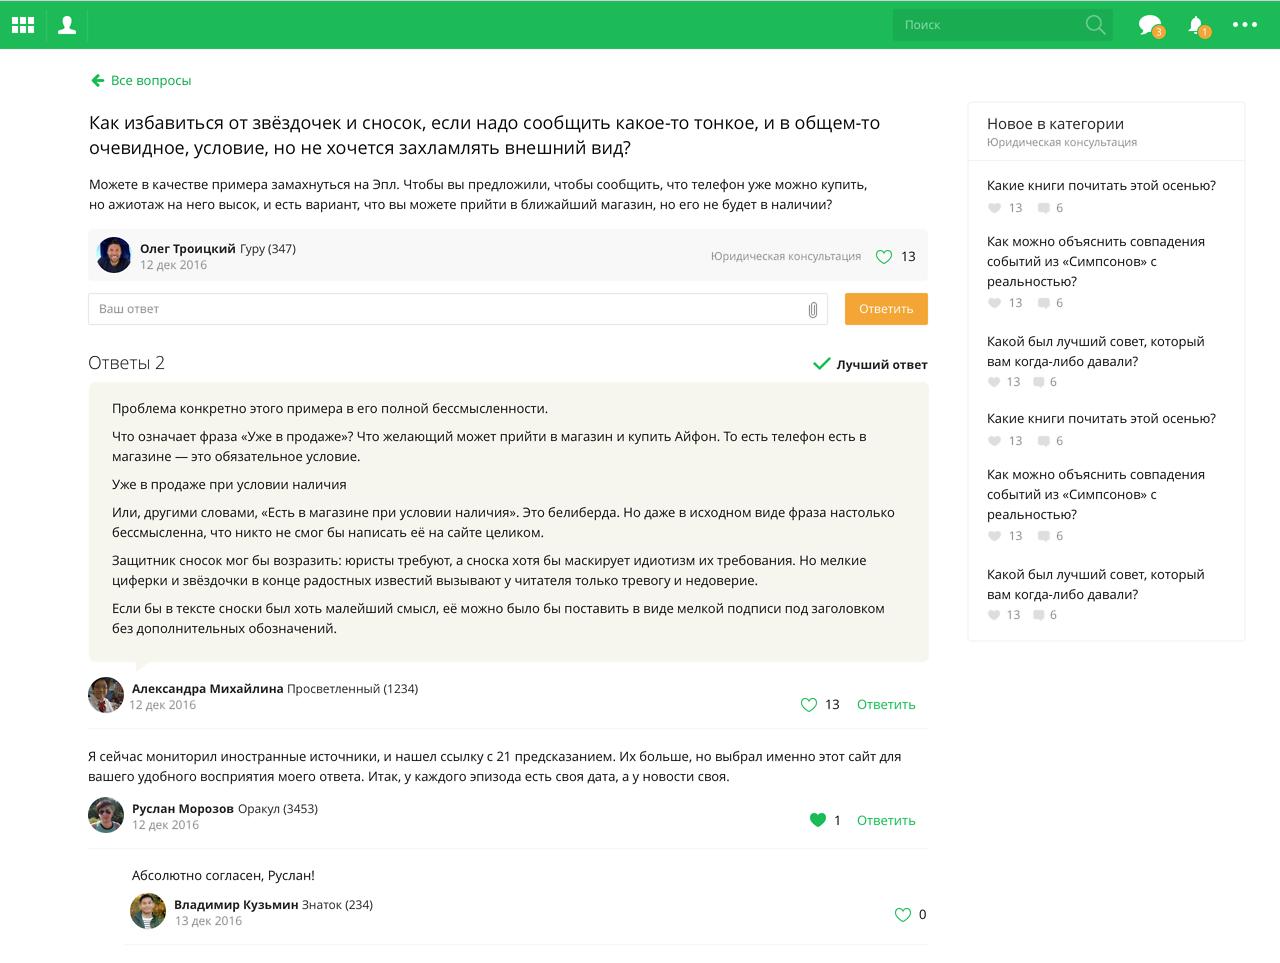 Поиск
3
1
Все вопросы
Как избавиться от звёздочек и сносок, если надо сообщить какое-то тонкое, и в общем-то
очевидное, условие, но не хочется захламлять внешний вид?
Можете в качестве примера замахнуться на Эпл. Чтобы вы предложили, чтобы сообщить, что телефон уже можно купить,
но ажиотаж на него высок, и есть вариант, что вы можете прийти в ближайший магазин, но его не будет в наличии?
Олег Троицкий Гуру (347)
12 дек 2016
Юридическая консультация
13
Ваш ответ
Ответить
Ответы 2
Лучший ответ
Проблема конкретно этого примера в его полной бессмысленности.
Что означает фраза «Уже в продаже»? Что желающий может прийти в магазин и купить Айфон. То есть телефон есть в
магазине — это обязательное условие.
Уже в продаже при условии наличия
Или, другими словами, «Есть в магазине при условии наличия». Это белиберда. Но даже в исходном виде фраза настолько
бессмысленна, что никто не смог бы написать её на сайте целиком.
Защитник сносок мог бы возразить: юристы требуют, а сноска хотя бы маскирует идиотизм их требования. Но мелкие
циферки и звёздочки в конце радостных известий вызывают у читателя только тревогу и недоверие.
Если бы в тексте сноски был хоть малейший смысл, её можно было бы поставить в виде мелкой подписи под заголовком
без дополнительных обозначений.
Александра Михайлина Просветленный (1234)
12 дек 2016
13
Ответить
Я сейчас мониторил иностранные источники, и нашел ссылку с 21 предсказанием. Их больше, но выбрал именно этот сайт для
вашего удобного восприятия моего ответа. Итак, у каждого эпизода есть своя дата, а у новости своя.
Руслан Морозов Оракул (3453)
12 дек 2016
1
Ответить
Абсолютно согласен, Руслан!
Владимир Кузьмин Знаток (234)
13 дек 2016
0
Новое в категории
Юридическая консультация
Какие книги почитать этой осенью?
13 6
Как можно объяснить совпадения
событий из «Симпсонов» с
реальностью?
13 6
Какой был лучший совет, который
вам когда-либо давали?
13 6
Какие книги почитать этой осенью?
13 6
Как можно объяснить совпадения
событий из «Симпсонов» с
реальностью?
13 6
Какой был лучший совет, который
вам когда-либо давали?
13 6